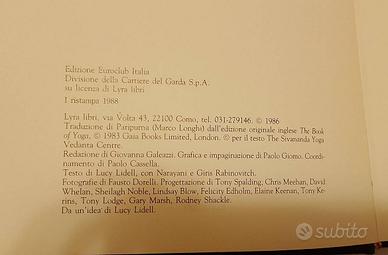 Edizione Euroclub Italia
Divisione della Cartiere del Garda S.p.A.
su licenza di Lyra libri
I ristampa 1988
Lyra libri, via Volta 43, 22100 Como, tel. 031-279146. © 1986
Traduzione di Paripurna (Marco Longhi) dall'edizione originale inglese The Book
of Yoga, © 1983 Gaia Books Limited, London. © per il testo The Sivananda Yoga
Vedanta Centre.
Redazione di Giovanna Galeazzi. Grafica e impaginazione di Paolo Giomo. Coordi-
namento di Paolo Cassella.
Testo di Lucy Lidell, con Narayani e Giris Rabinovitch.
Fotografie di Fausto Dorelli. Progettazione di Tony Spalding, Chris Meehan, David
Whelan, Sheilagh Noble, Lindsay Blow, Felicity Edholm, Elaine Keenan, Tony Ke-
rins, Tony Lodge, Gary Marsh, Rodney Shackle.
Da un'idea di Lucy Lidell
subito